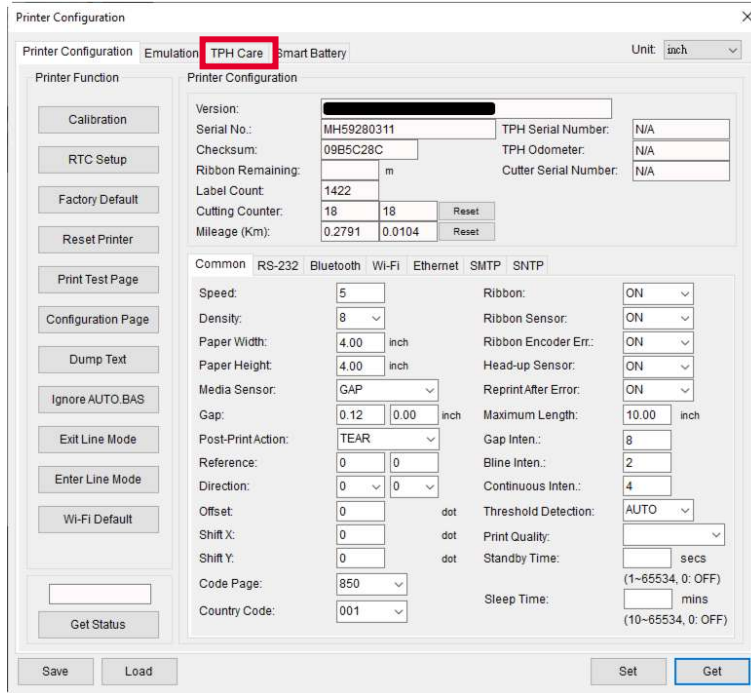 Printer Configuration
Printer Configuration Emulation TPH Care Smart Battery Unit: inch
Printer Function
Calibration
RTC Setup
Factory Default
Reset Printer
Print Test Page
Configuration Page
Dump Text
Ignore AUTO.BAS
Exit Line Mode
Enter Line Mode
Wi-Fi Default
Get Status
Printer Configuration
Version:
Serial No.: MH59280311 TPH Serial Number: N/A
Checksum: 09B5C28C TPH Odometer: N/A
Ribbon Remaining: m Cutter Serial Number: N/A
Label Count: 1422
Cutting Counter: 18 18 Reset
Mileage (Km): 0.2791 0.0104 Reset
Common RS-232 Bluetooth Wi-Fi Ethernet SMTP SNTP
Speed: 5 Ribbon: ON
Density: 8 Ribbon Sensor: ON
Paper Width: 4.00 inch Ribbon Encoder Err.: ON
Paper Height: 4.00 inch Head-up Sensor: ON
Media Sensor: GAP Reprint After Error: ON
Gap: 0.12 0.00 inch Maximum Length: 10.00 inch
Post-Print Action: TEAR Gap Inten.: 8
Reference: 0 0 Bline Inten.: 2
Direction: 0 0 Continuous Inten.: 4
Offset: 0 dot Threshold Detection: AUTO
Shift X: 0 dot Print Quality:
Shift Y: 0 dot Standby Time: secs
(1~65534, 0: OFF)
Code Page: 850 Sleep Time: mins
Country Code: 001 (10~65534, 0: OFF)
Save Load Set Get